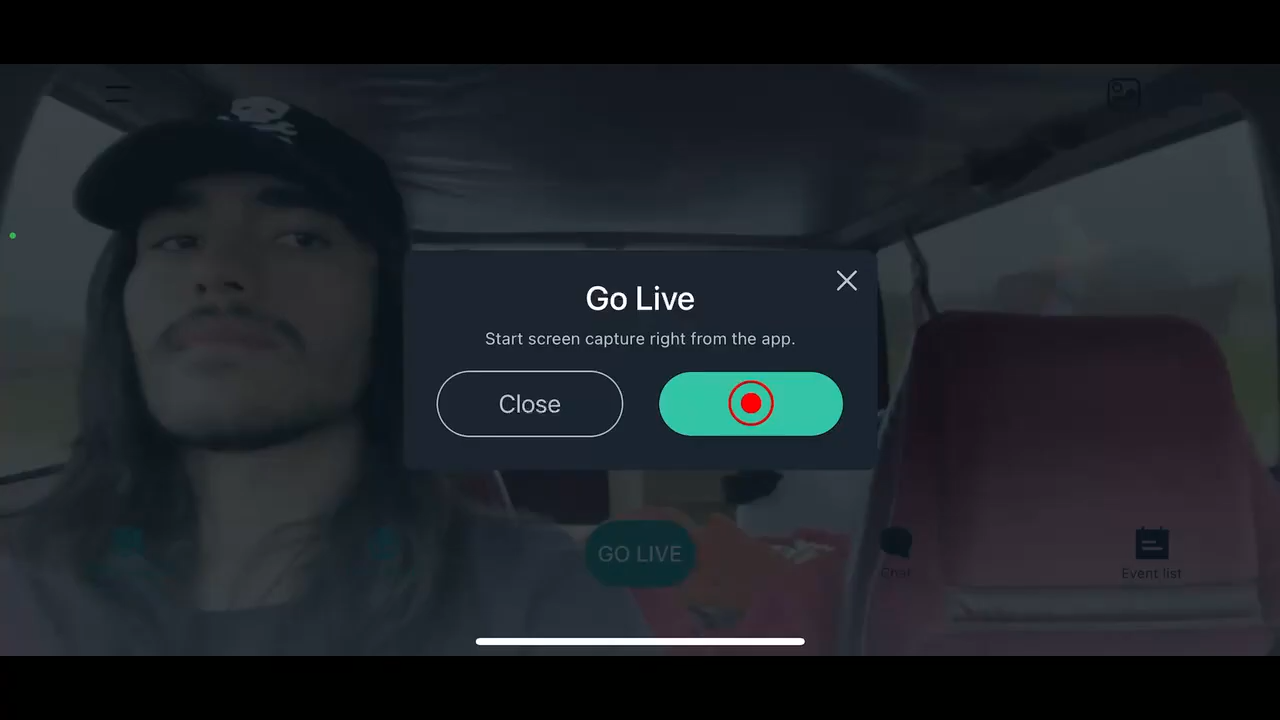 Go Live
Start screen capture right from the app.
Close
GO LIVE
Chat
Event list